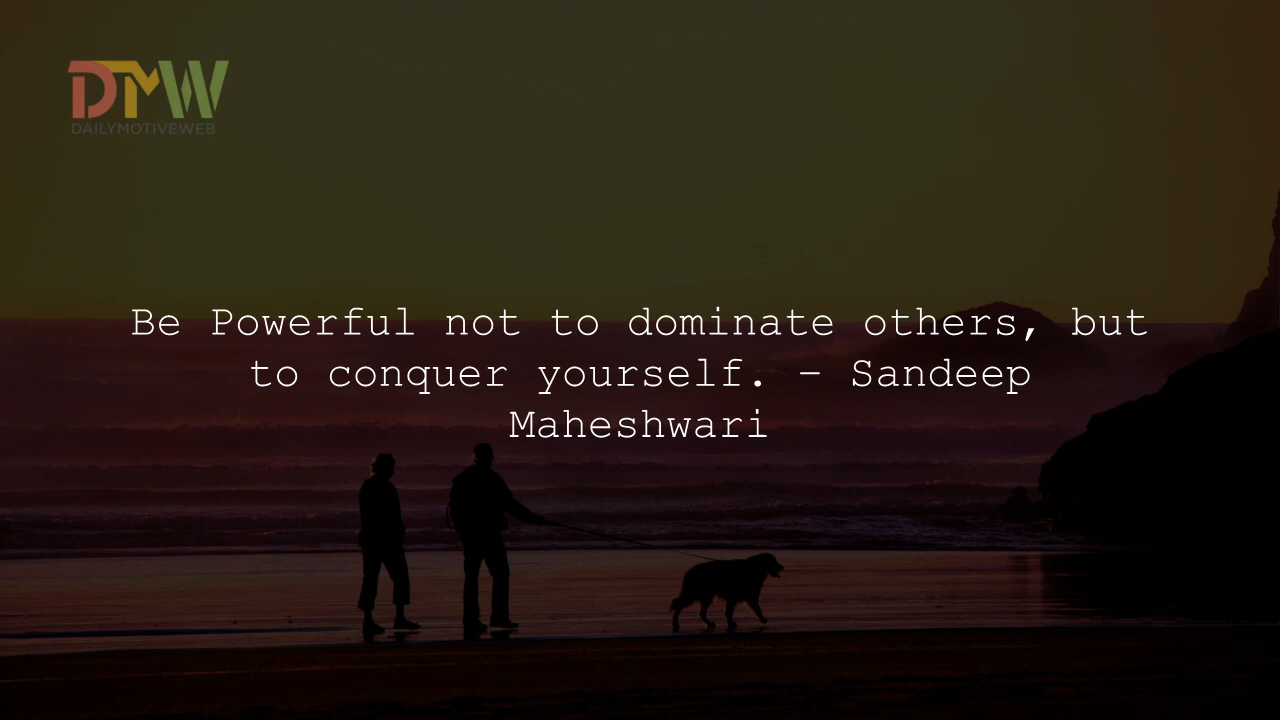 DMW
DAILYMOTIVEWEB
Be Powerful not to dominate others, but
to conquer yourself. – Sandeep
Maheshwari